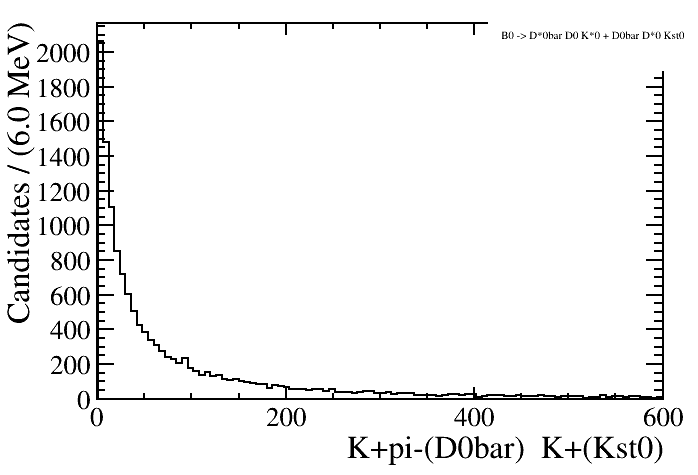 B0 -> D*0bar D0 K*0 + D0bar D*0 Kst0
Candidates / (6.0 MeV)
2000
1800
1600
1400
1200
1000
800
600
400
200
0
0 200 400 600
K+pi-(D0bar) K+(Kst0)